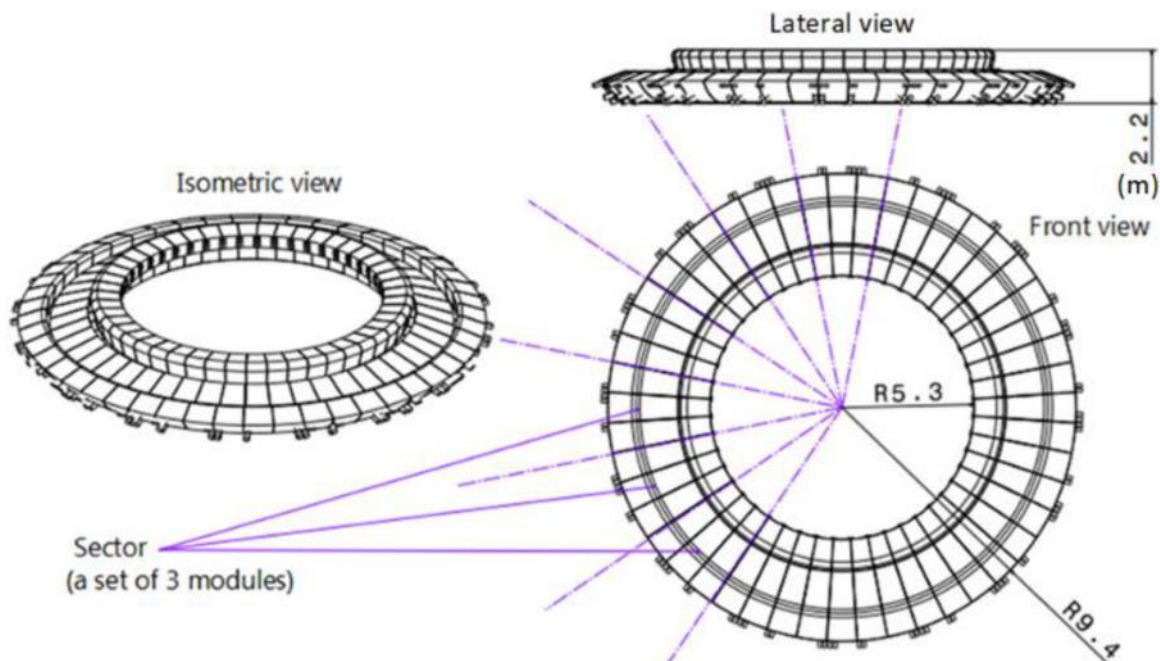 Lateral view
2.2
(m)
Isometric view
Front view
R5.3
Sector
(a set of 3 modules)
R9.4